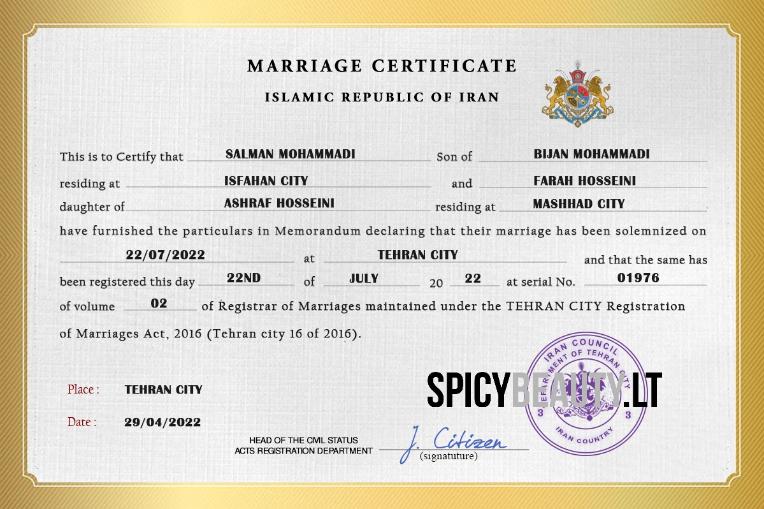 MARRIAGE CERTIFICATE
ISLAMIC REPUBLIC OF IRAN
This is to Certify that SALMAN MOHAMMADI Son of BIJAN MOHAMMADI
residing at ISFAHAN CITY and FARAH HOSSEINI
daughter of ASHRAF HOSSEINI residing at MASHHAD CITY
have furnished the particulars in Memorandum declaring that their marriage has been solemnized on
22/07/2022 at TEHRAN CITY and that the same has
been registered this day 22ND of JULY 20 22 at serial No. 01976
of volume 02 of Registrar of Marriages maintained under the TEHRAN CITY Registration
of Marriages Act, 2016 (Tehran city 16 of 2016).
IRAN COUNCIL
DEPARTMENT OF TEHRAN CITY
SPICYBEAUTY.LT
Place : TEHRAN CITY
3 3
IRAN COUNTRY
Date : 29/04/2022
HEAD OF THE CIVIL STATUS
ACTS REGISTRATION DEPARTMENT J. Citizen
(signatuture)